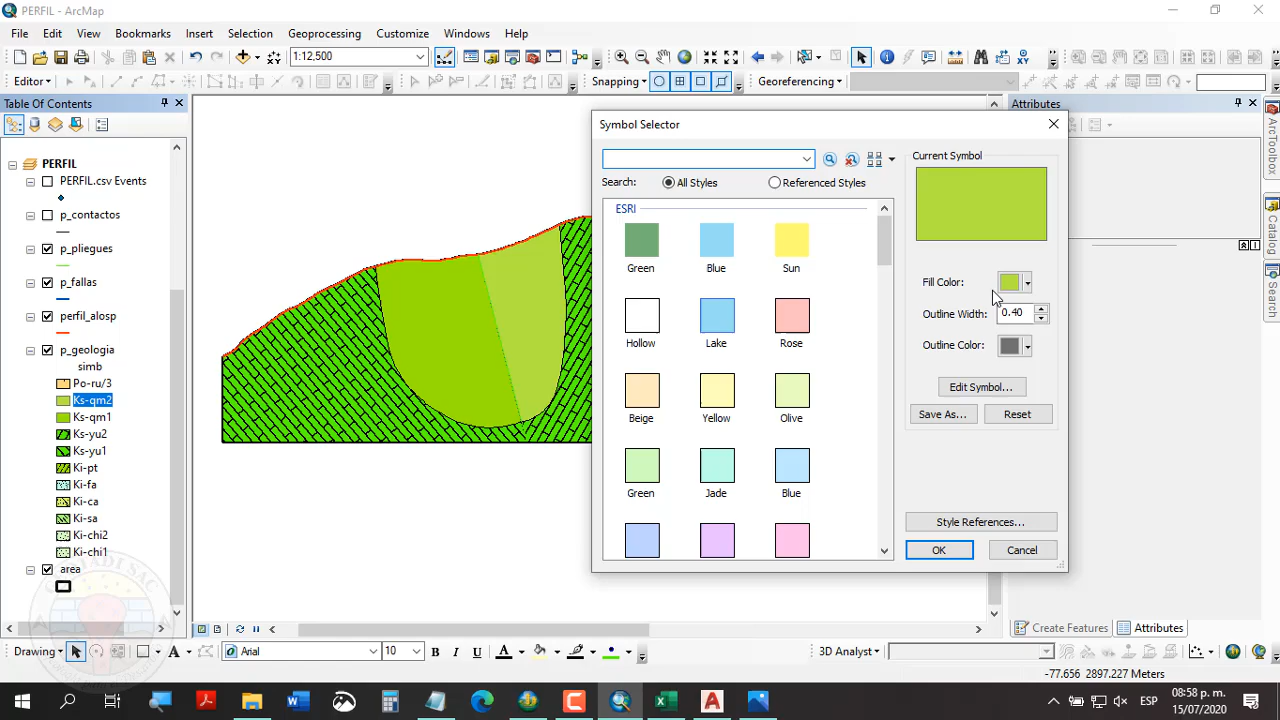 PERFIL - ArcMap
File Edit View Bookmarks Insert Selection Geoprocessing Customize Windows Help
1:12,500
Editor Snapping Georeferencing
Table Of Contents
PERFIL
PERFIL.csv Events
p_contactos
p_pliegues
p_fallas
perfil_alosp
p_geologia
simb
Po-ru/3
Ks-qm2
Ks-qm1
Ks-yu2
Ks-yu1
Ki-pt
Ki-fa
Ki-ca
Ki-sa
Ki-chi2
Ki-chi1
area
Symbol Selector
Search: All Styles Referenced Styles
ESRI
Green Blue Sun
Hollow Lake Rose
Beige Yellow Olive
Green Jade Blue
Current Symbol
Fill Color:
Outline Width: 0.40
Outline Color:
Edit Symbol...
Save As... Reset
Style References...
OK Cancel
Attributes
ArcToolbox
Catalog
Search
Create Features Attributes
Drawing Arial 10 B I U A 3D Analyst
-77.656 2897.227 Meters
ESP
08:58 p. m.
15/07/2020